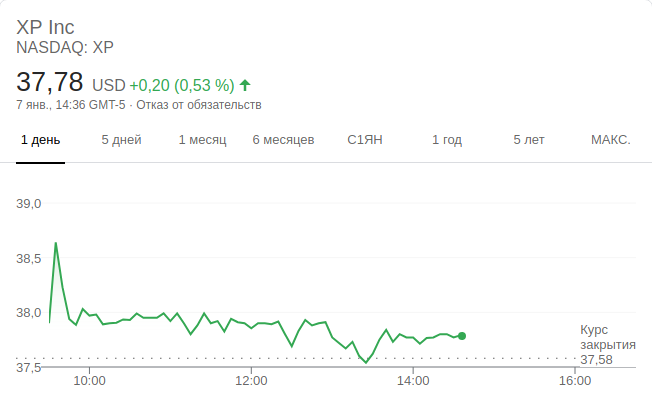 XP Inc
NASDAQ: XP
37,78 USD +0,20 (0,53 %)
7 янв., 14:36 GMT-5 · Отказ от обязательств
1 день 5 дней 1 месяц 6 месяцев С1ЯН 1 год 5 лет МАКС.
39,0
38,5
38,0
37,5
Курс
закрытия
37,58
10:00 12:00 14:00 16:00